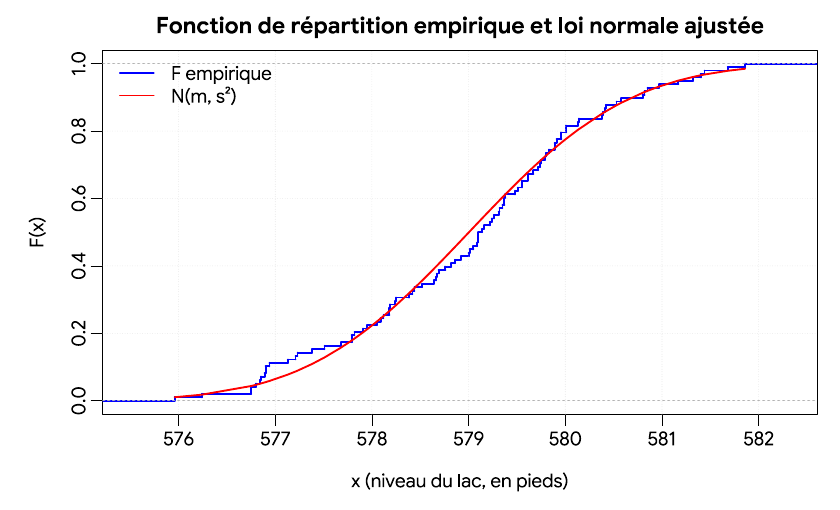 Fonction de répartition empirique et loi normale ajustée
F empirique
N(m, s²)
F(x)
1.0
0.8
0.6
0.4
0.2
0.0
576 577 578 579 580 581 582
x (niveau du lac, en pieds)